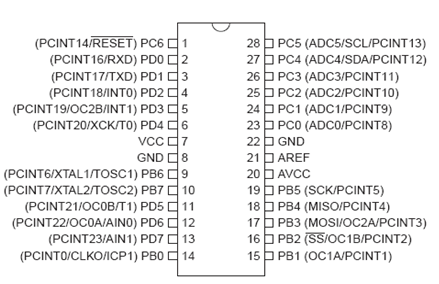 (PCINT14/RESET) PC6 1 28 PC5 (ADC5/SCL/PCINT13)
(PCINT16/RXD) PD0 2 27 PC4 (ADC4/SDA/PCINT12)
(PCINT17/TXD) PD1 3 26 PC3 (ADC3/PCINT11)
(PCINT18/INT0) PD2 4 25 PC2 (ADC2/PCINT10)
(PCINT19/OC2B/INT1) PD3 5 24 PC1 (ADC1/PCINT9)
(PCINT20/XCK/T0) PD4 6 23 PC0 (ADC0/PCINT8)
VCC 7 22 GND
GND 8 21 AREF
(PCINT6/XTAL1/TOSC1) PB6 9 20 AVCC
(PCINT7/XTAL2/TOSC2) PB7 10 19 PB5 (SCK/PCINT5)
(PCINT21/OC0B/T1) PD5 11 18 PB4 (MISO/PCINT4)
(PCINT22/OC0A/AIN0) PD6 12 17 PB3 (MOSI/OC2A/PCINT3)
(PCINT23/AIN1) PD7 13 16 PB2 (SS/OC1B/PCINT2)
(PCINT0/CLKO/ICP1) PB0 14 15 PB1 (OC1A/PCINT1)